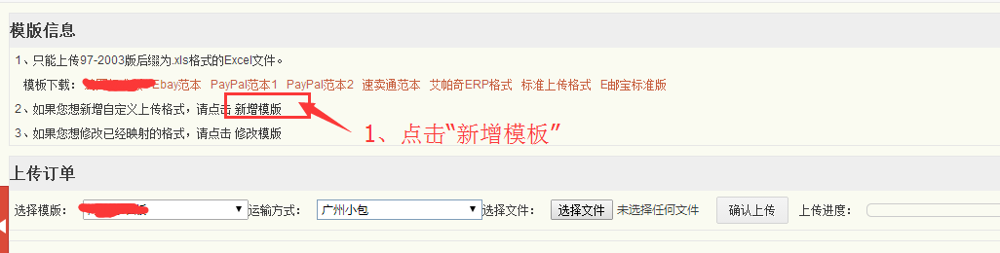 模版信息
1、只能上传97-2003版后缀为.xls格式的Excel文件。
模板下载： Ebay范本 PayPal范本1 PayPal范本2 速卖通范本 艾帕奇ERP格式 标准上传格式 E邮宝标准版
2、如果您想新增自定义上传格式，请点击 新增模版
3、如果您想修改已经映射的格式，请点击 修改模版
1、点击“新增模板”
上传订单
选择模版： 运输方式： 广州小包 选择文件： 选择文件 未选择任何文件 确认上传 上传进度：